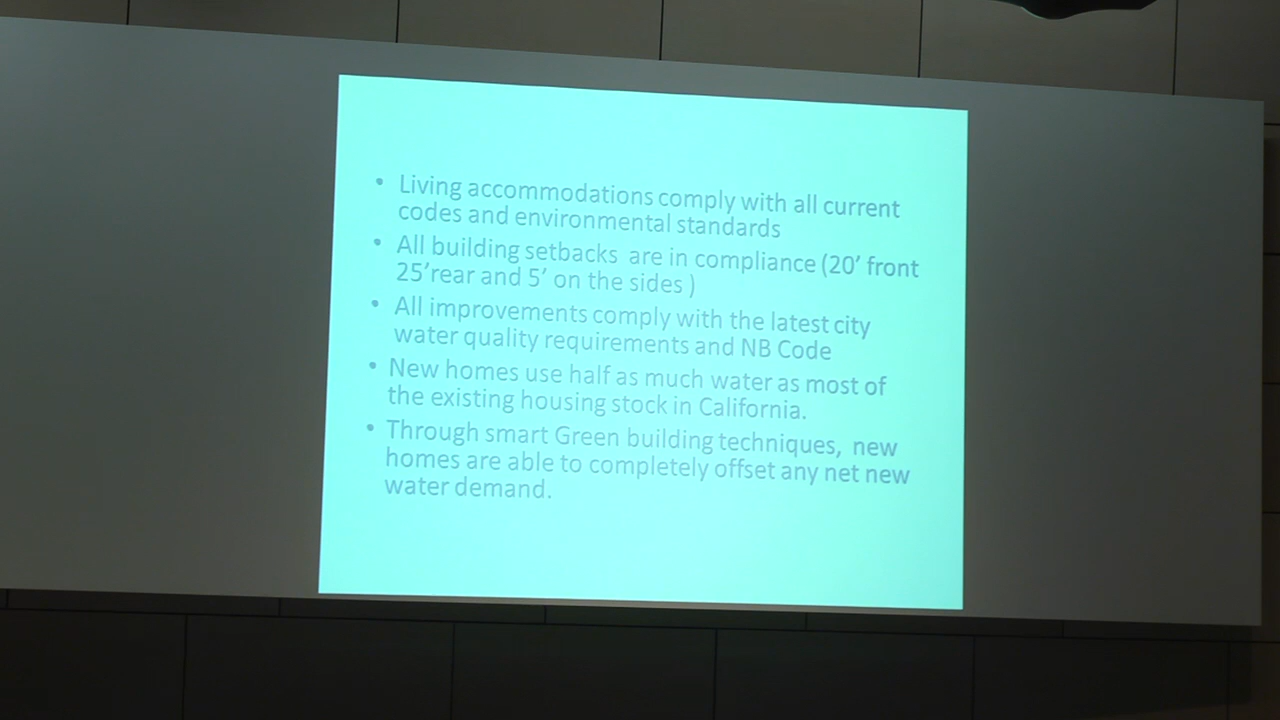 • Living accommodations comply with all current
codes and environmental standards
• All building setbacks are in compliance (20’ front
25’rear and 5’ on the sides )
• All improvements comply with the latest city
water quality requirements and NB Code
• New homes use half as much water as most of
the existing housing stock in California.
• Through smart Green building techniques, new
homes are able to completely offset any net new
water demand.